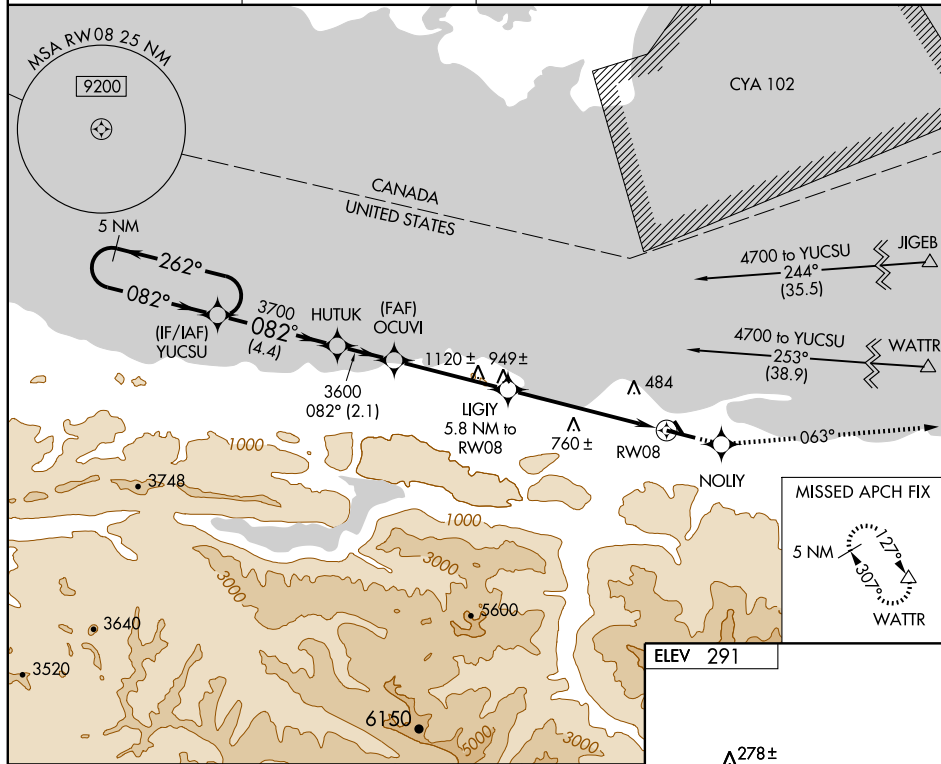 MSA RW08 25 NM
9200
CYA 102
CANADA
UNITED STATES
5 NM
262°
082°
(IF/IAF)
YUCSU
3700
082°
(4.4)
HUTUK
3600
082° (2.1)
(FAF)
OCUVI
1120 ±
949 ±
LIGIY
5.8 NM to
RW08
760 ±
484
RW08
NOLIY
063°
4700 to YUCSU
244°
(35.5)
JIGEB
4700 to YUCSU
253°
(38.9)
WATTR
1000
3748
1000
3000
3000
5600
3640
3520
6150
5000
3000
MISSED APCH FIX
5 NM
127°
307°
WATTR
ELEV 291
278 ±